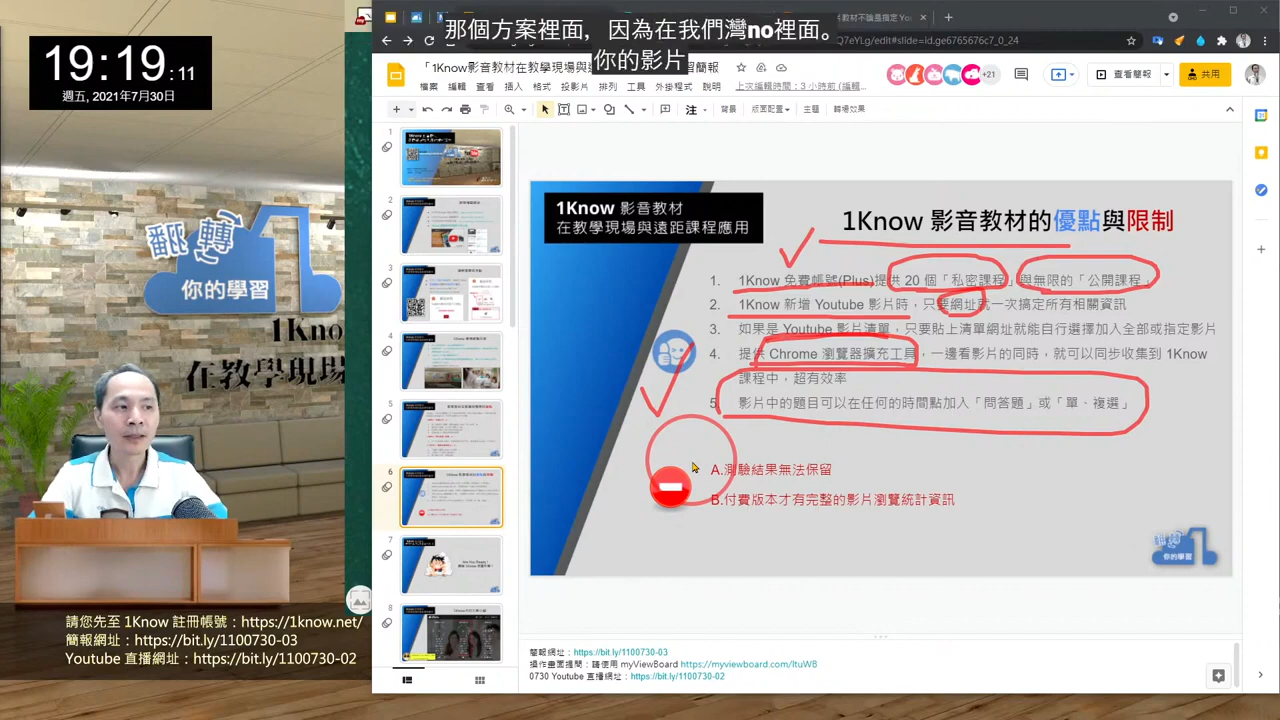 那個方案裡面，因為在我們灣no裡面。
你的影片
19:19:11
週五, 2021年7月30日
翻轉
你的學習
1Kno
在教學現場
請您先至 1Know 註冊帳號：https://1know.net/
簡報網址：https://bit.ly/1100730-03
Youtube 直播網址：https://bit.ly/1100730-02
檔案 編輯 查看 插入 格式 投影片 排列 工具 外掛程式 說明
上次編輯時間：3 小時前
+21
查看簡報
共用
注
背景
版面配置
主題
轉場效果
1
2
3
4
5
6
7
8
1Know 影音教材
在教學現場與遠距課程應用
1Know 影音教材的優點與限制
1. 1Know 免費帳號(Plus)提供 20 個「私密課程」與無限的「公開課程」
2. 1Know 新增 Youtube 影片時，只要網址就一次搞定所有相關資訊
3. 如果是 Youtube 影片清單，只要貼上清單網址就能自行選擇加入全部或指定影片
提供 Chrome 瀏覽器擴充工具，一邊看影片的同時，就可以同步收集到 1Know
課程中，超有效率
5. 影片中的題目可以在任何的時間點加入「問答題」或「單、複選
A.測驗結果無法保留
B.付費版本才有完整的影片瀏覽統計資訊
你的學習
簡報網址：https://bit.ly/1100730-03
操作畫面提問：請使用 myViewBoard https://myviewboard.com/ltuW8
0730 Youtube 直播網址：https://bit.ly/1100730-02